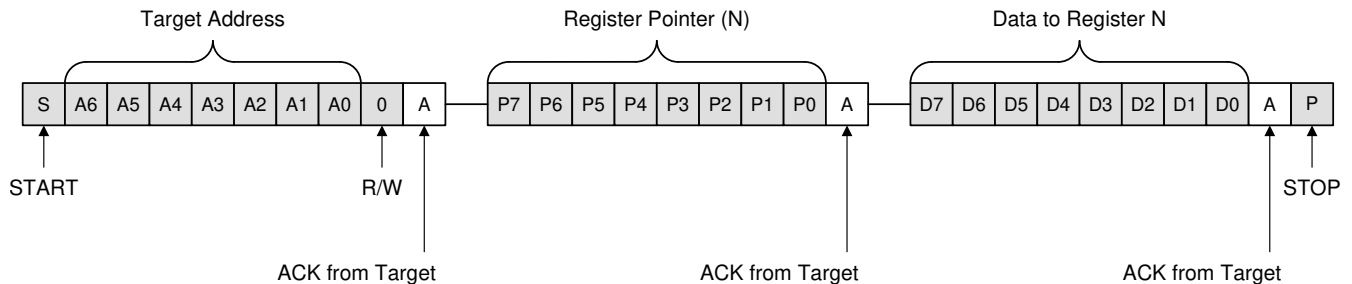 Target Address Register Pointer (N) Data to Register N
S A6 A5 A4 A3 A2 A1 A0 0 A P7 P6 P5 P4 P3 P2 P1 P0 A D7 D6 D5 D4 D3 D2 D1 D0 A P
START R/W STOP
ACK from Target ACK from Target ACK from Target